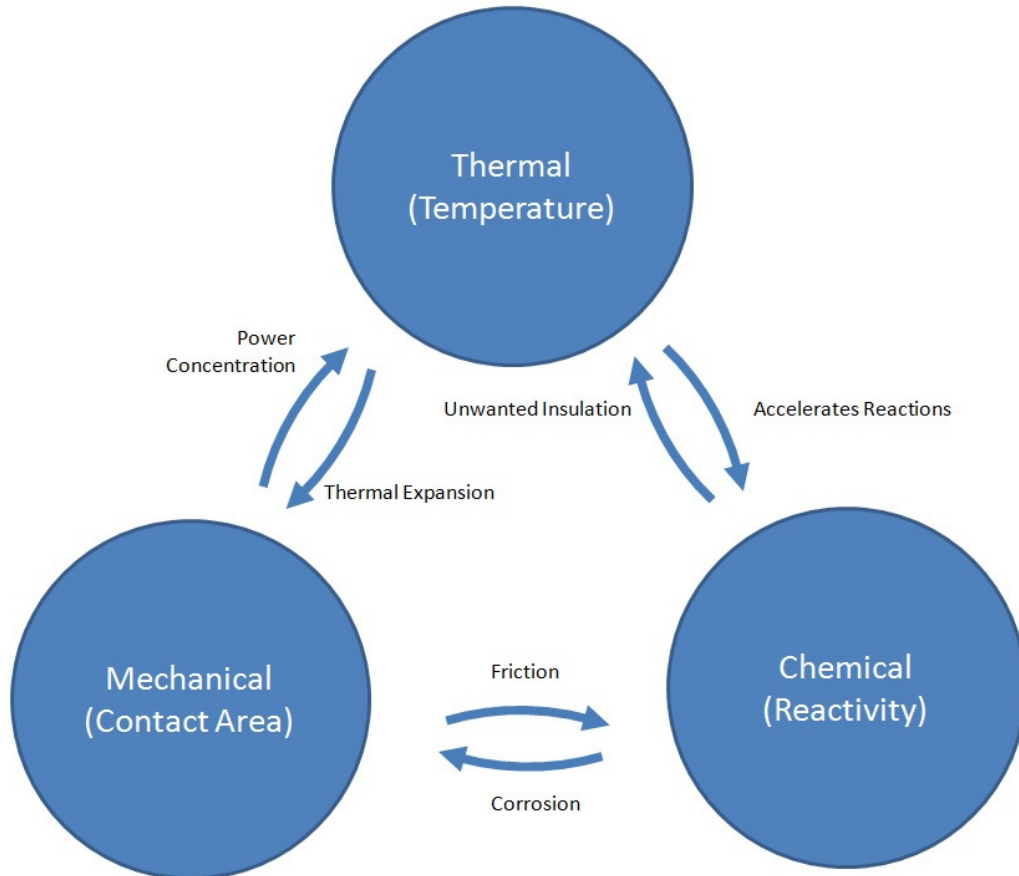 Thermal
(Temperature)
Power
Concentration
Unwanted Insulation
Accelerates Reactions
Thermal Expansion
Mechanical
(Contact Area)
Friction
Chemical
(Reactivity)
Corrosion